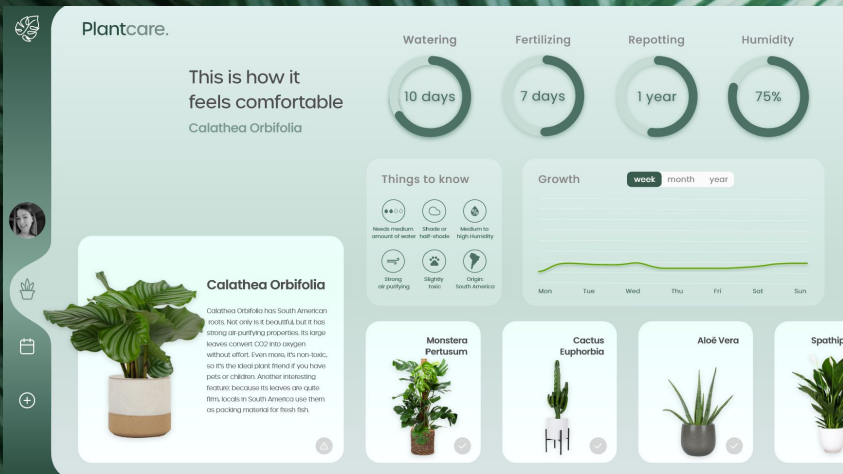 Plantcare.
This is how it
feels comfortable
Calathea Orbifolia
Watering
10 days
Fertilizing
7 days
Repotting
1 year
Humidity
75%
Things to know
Needs medium
amount of water
Shade or
half-shade
Medium to
high Humidity
Strong
air purifying
Slightly
toxic
Origin:
South America
Growth
week month year
Mon Tue Wed Thu Fri Sat Sun
Calathea Orbifolia
Calathea Orbifolia has South American
roots. Not only is it beautiful, but it has
strong air-purifying properties. Its large
leaves convert CO2 into oxygen
without effort. Even more, it's non-toxic,
so it's the ideal plant friend if you have
pets or children. Another interesting
feature: because its leaves are quite
firm, locals in South America use them
as packing material for fresh fish.
Monstera
Pertusum
Cactus
Euphorbia
Aloë Vera
Spathip